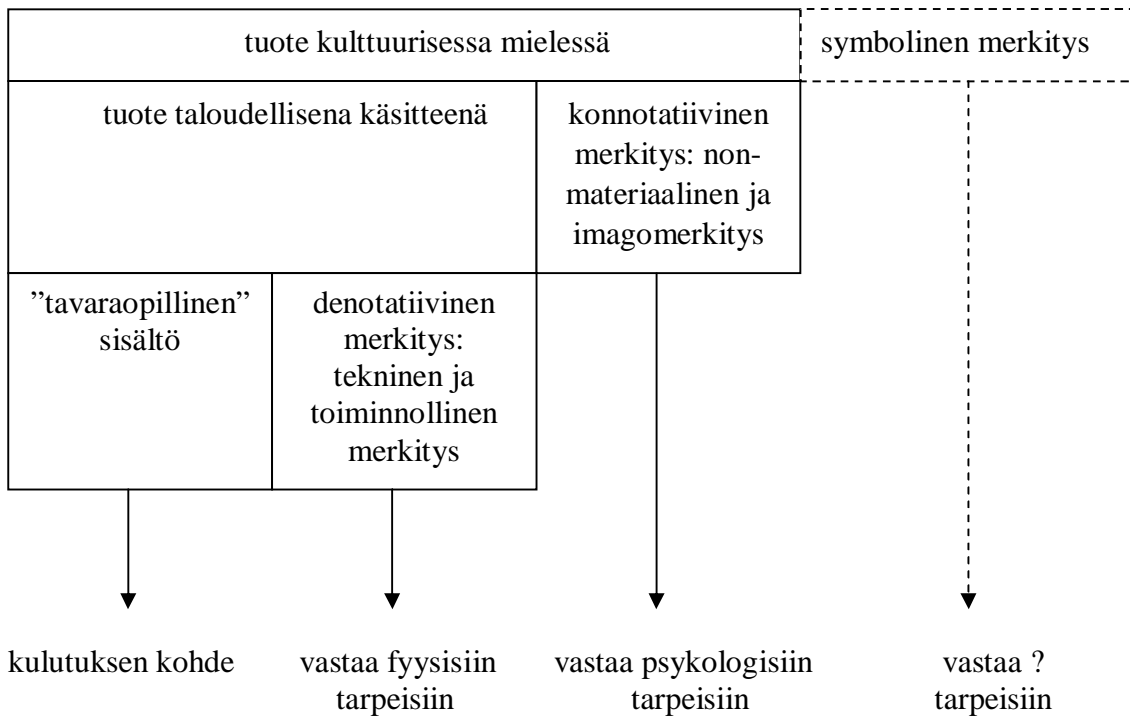 tuote kulttuurisessa mielessä
symbolinen merkitys
tuote taloudellisena käsitteenä
konnotatiivinen
merkitys: non-
materiaalinen ja
imagomerkitys
”tavaraopillinen”
sisältö
denotatiivinen
merkitys:
tekninen ja
toiminnollinen
merkitys
kulutuksen kohde
vastaa fyysisiin
tarpeisiin
vastaa psykologisiin
tarpeisiin
vastaa ?
tarpeisiin